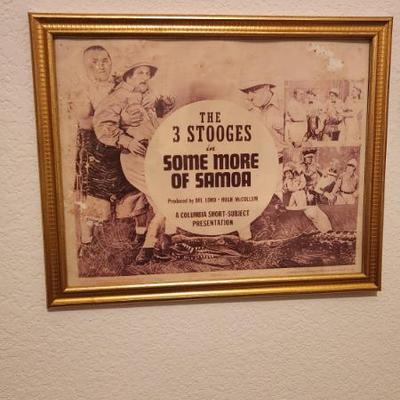 THE
3 STOOGES
in
SOME MORE
OF SAMOA
Produced by DEL LORD · HUGH McCOLLUM
A COLUMBIA SHORT-SUBJECT
PRESENTATION